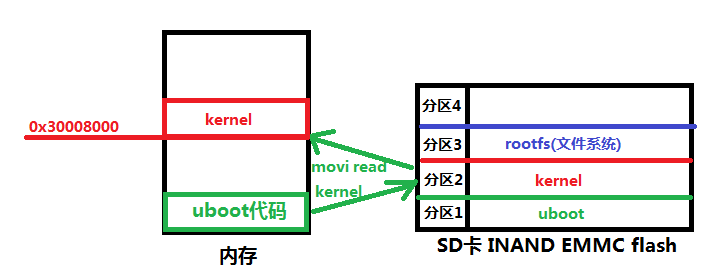 kernel
0x30008000
movi read
kernel
uboot代码
内存
分区4
分区3
rootfs(文件系统)
分区2
kernel
分区1
uboot
SD卡 INAND EMMC flash